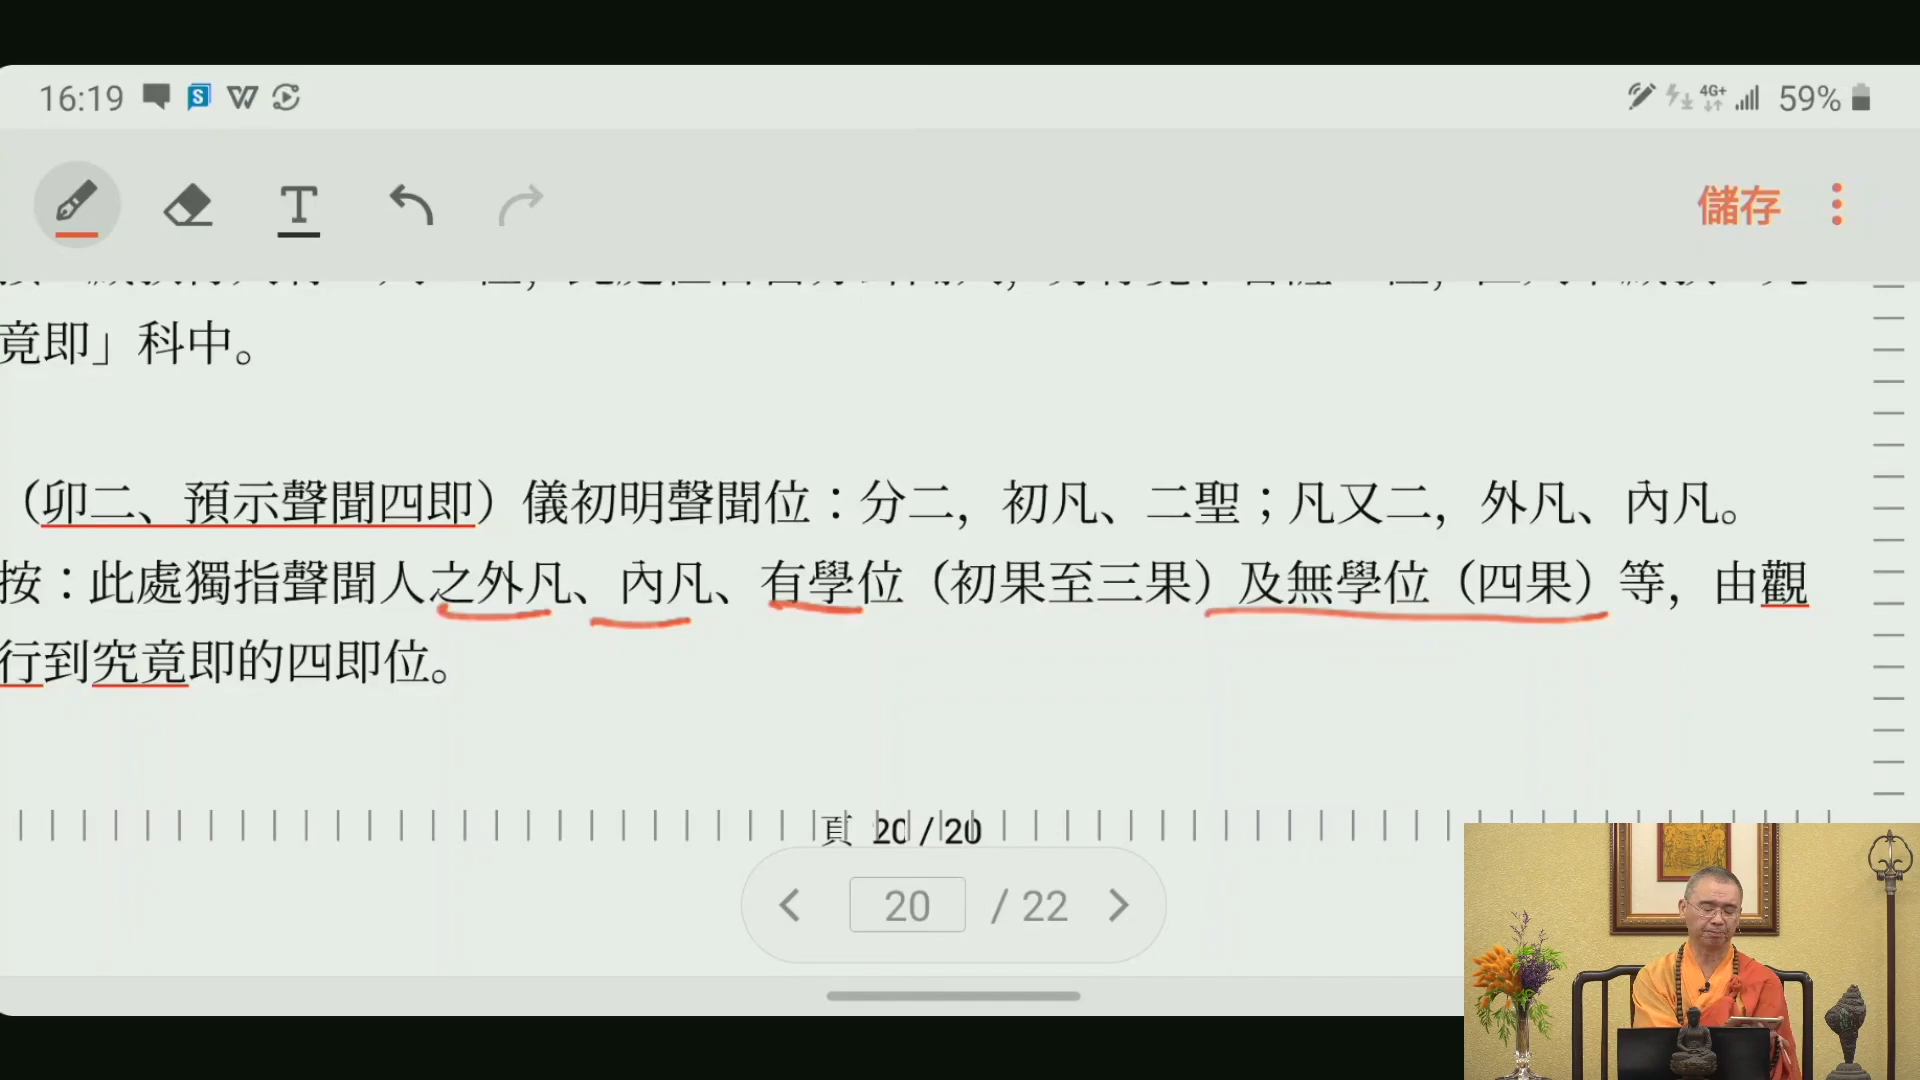 16:19
4G+ 59%
T 儲存
竟即」科中。
（卯二、預示聲聞四即）儀初明聲聞位：分二，初凡、二聖；凡又二，外凡、內凡。
按：此處獨指聲聞人之外凡、內凡、有學位（初果至三果）及無學位（四果）等，由觀
行到究竟即的四即位。
頁 20 / 20
20 / 22